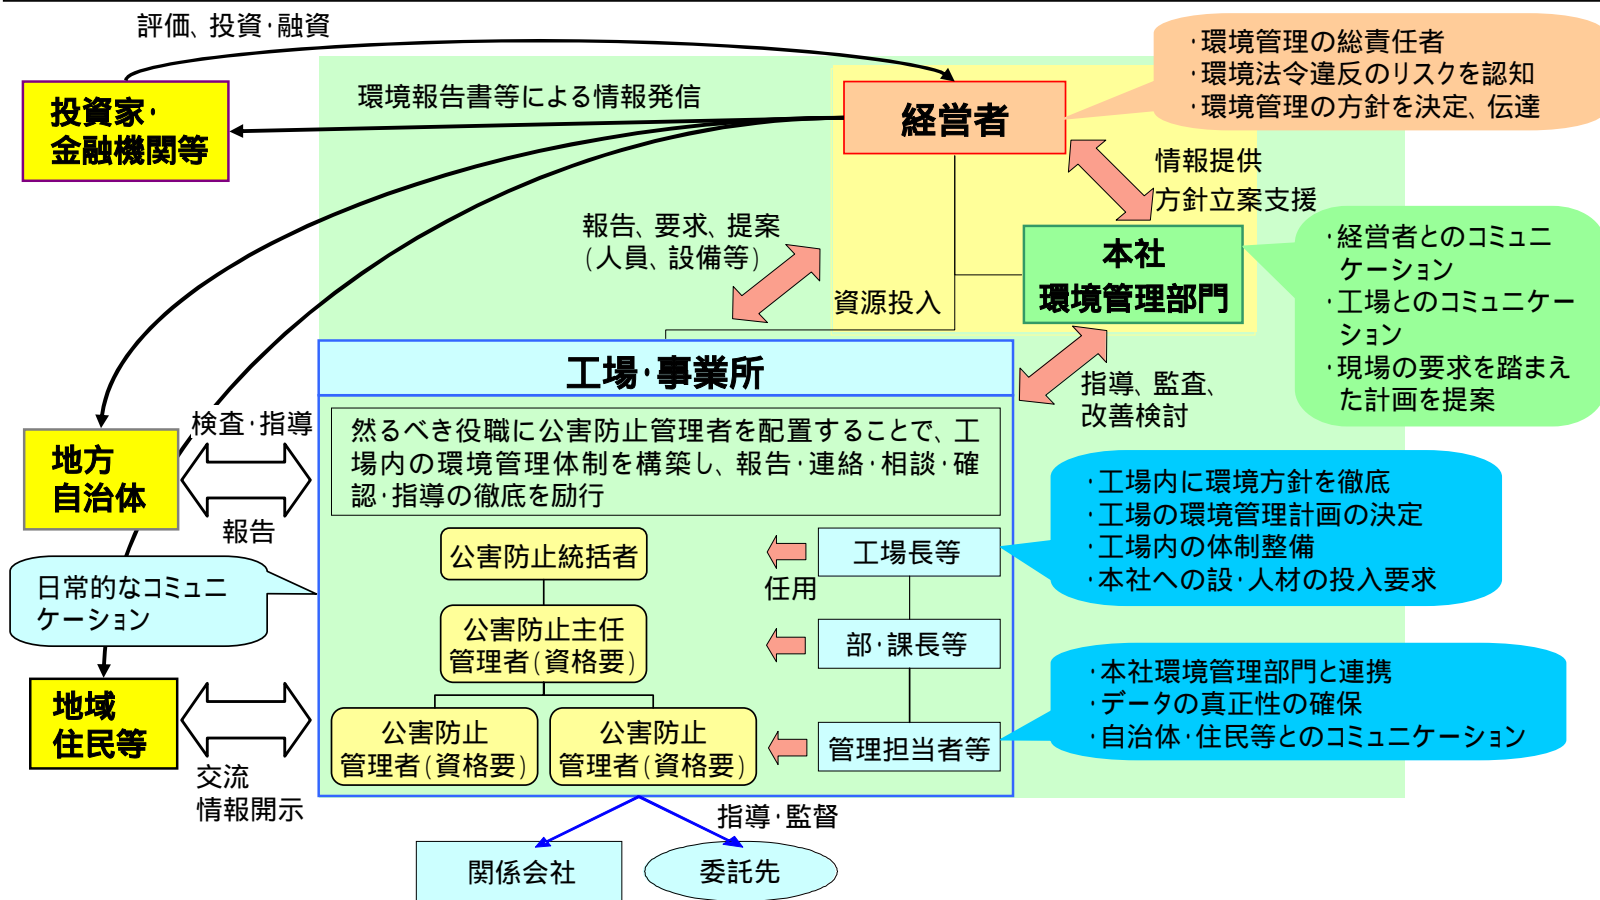 評価、投資・融資
投資家・
金融機関等
環境報告書等による情報発信
経営者
・環境管理の総責任者
・環境法令違反のリスクを認知
・環境管理の方針を決定、伝達
情報提供
方針立案支援
報告、要求、提案
(人員、設備等)
資源投入
本社
環境管理部門
・経営者とのコミュニ
ケーション
・工場とのコミュニケー
ション
・現場の要求を踏まえ
た計画を提案
工場・事業所
指導、監査、
改善検討
検査・指導
地方
自治体
報告
然るべき役職に公害防止管理者を配置することで、工
場内の環境管理体制を構築し、報告・連絡・相談・確
認・指導の徹底を励行
・工場内に環境方針を徹底
・工場の環境管理計画の決定
・工場内の体制整備
・本社への設・人材の投入要求
公害防止統括者
工場長等
任用
日常的なコミュニ
ケーション
公害防止主任
管理者(資格要)
部・課長等
・本社環境管理部門と連携
・データの真正性の確保
・自治体・住民等とのコミュニケーション
地域
住民等
公害防止
管理者(資格要)
公害防止
管理者(資格要)
管理担当者等
交流
情報開示
指導・監督
関係会社
委託先